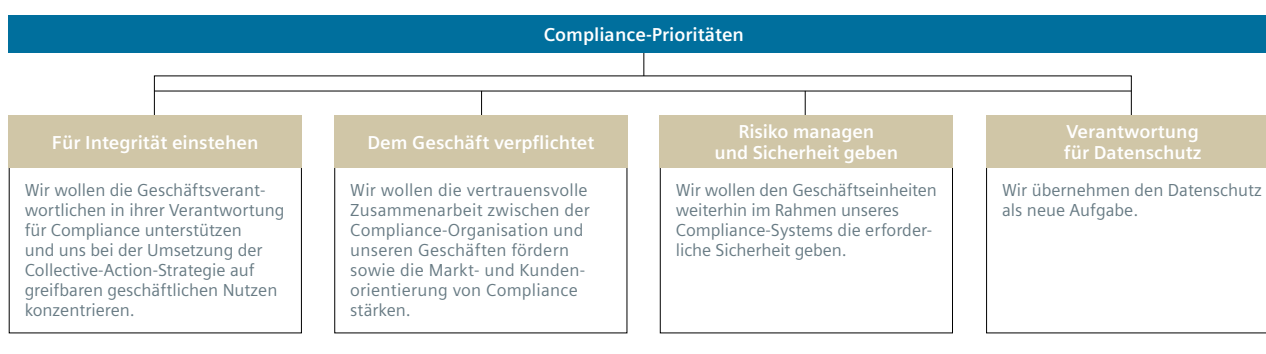 Compliance-Prioritäten
Für Integrität einstehen
Wir wollen die Geschäftsverant-
wortlichen in ihrer Verantwortung
für Compliance unterstützen
und uns bei der Umsetzung der
Collective-Action-Strategie auf
greifbaren geschäftlichen Nutzen
konzentrieren.
Dem Geschäft verpflichtet
Wir wollen die vertrauensvolle
Zusammenarbeit zwischen der
Compliance-Organisation und
unseren Geschäften fördern
sowie die Markt- und Kunden-
orientierung von Compliance
stärken.
Risiko managen
und Sicherheit geben
Wir wollen den Geschäftseinheiten
weiterhin im Rahmen unseres
Compliance-Systems die erforder-
liche Sicherheit geben.
Verantwortung
für Datenschutz
Wir übernehmen den Datenschutz
als neue Aufgabe.